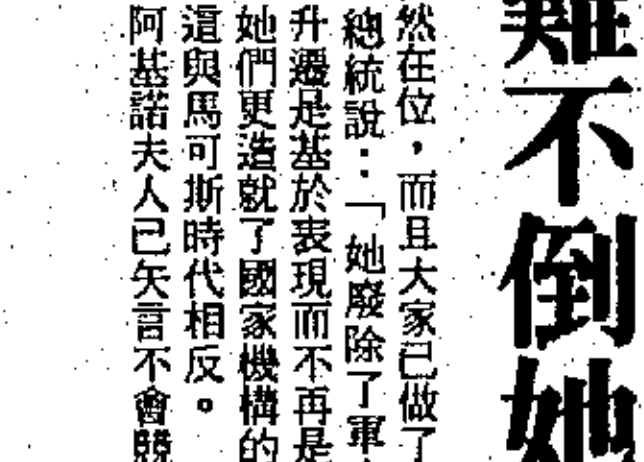 難不倒她
然在位，而且大家已做了
總統說：「她廢除了軍
升遷是基於表現而不再是
她們更造就了國家機構的
這與馬可斯時代相反。
阿基諾夫人已矢言不會競